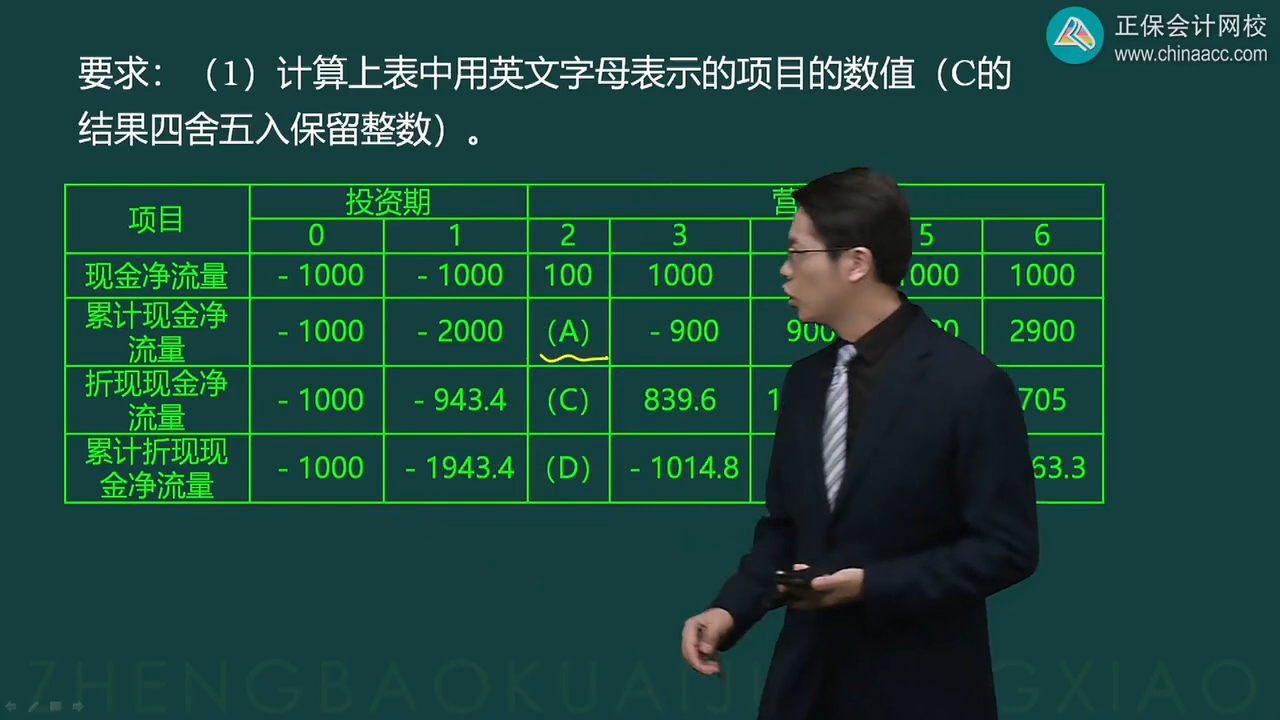 正保会计网校
www.chinaacc.com
要求：（1）计算上表中用英文字母表示的项目的数值（C的
结果四舍五入保留整数）。
项目 投资期 营
0 1 2 3 5 6
现金净流量 - 1000 - 1000 100 1000 1000
累计现金净
流量 - 1000 - 2000 （A） - 900 2900
折现现金净
流量 - 1000 - 943.4 （C） 839.6 705
累计折现现
金净流量 - 1000 - 1943.4 （D） - 1014.8